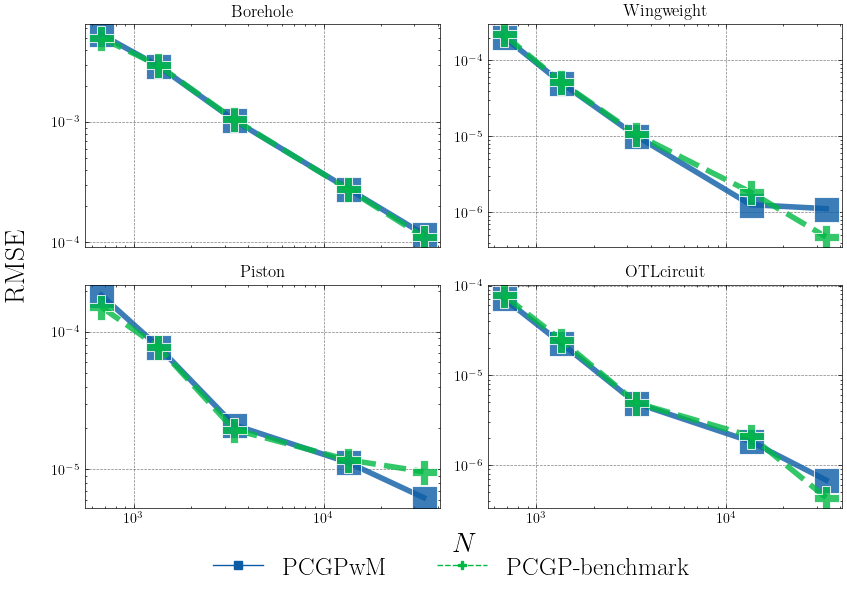 Borehole
Wingweight
10^{-3}
10^{-4}
10^{-4}
10^{-5}
10^{-6}
RMSE
Piston
OTLcircuit
10^{-4}
10^{-5}
10^{3}
10^{4}
10^{-4}
10^{-5}
10^{-6}
10^{3}
10^{4}
N
PCGPwM
PCGP-benchmark